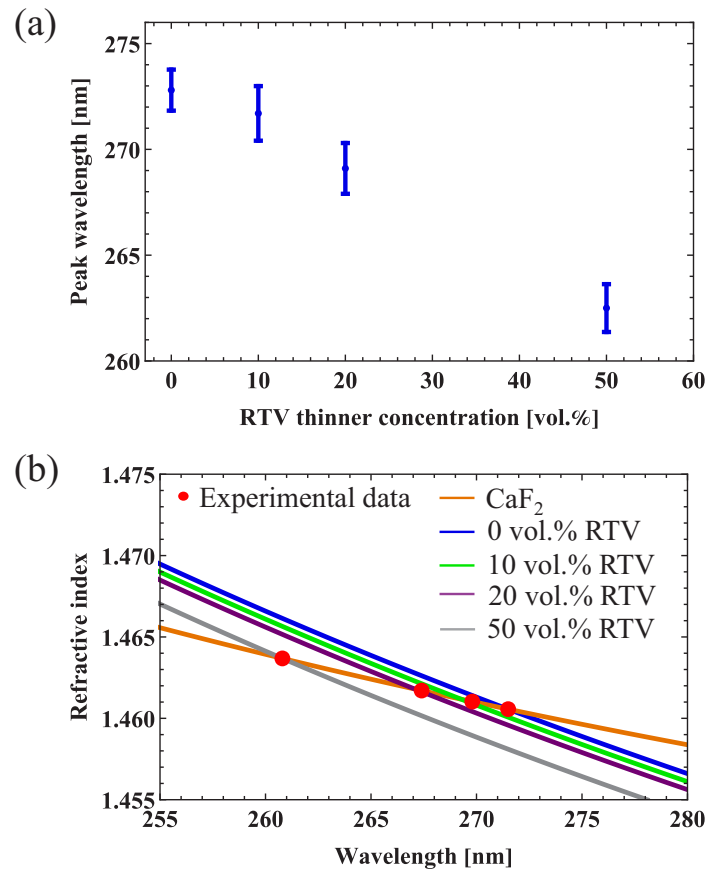 (a)
275
270
265
260
Peak wavelength [nm]
0 10 20 30 40 50 60
RTV thinner concentration [vol.%]
(b)
1.475
1.470
1.465
1.460
1.455
Refractive index
Experimental data
CaF₂
0 vol.% RTV
10 vol.% RTV
20 vol.% RTV
50 vol.% RTV
255 260 265 270 275 280
Wavelength [nm]